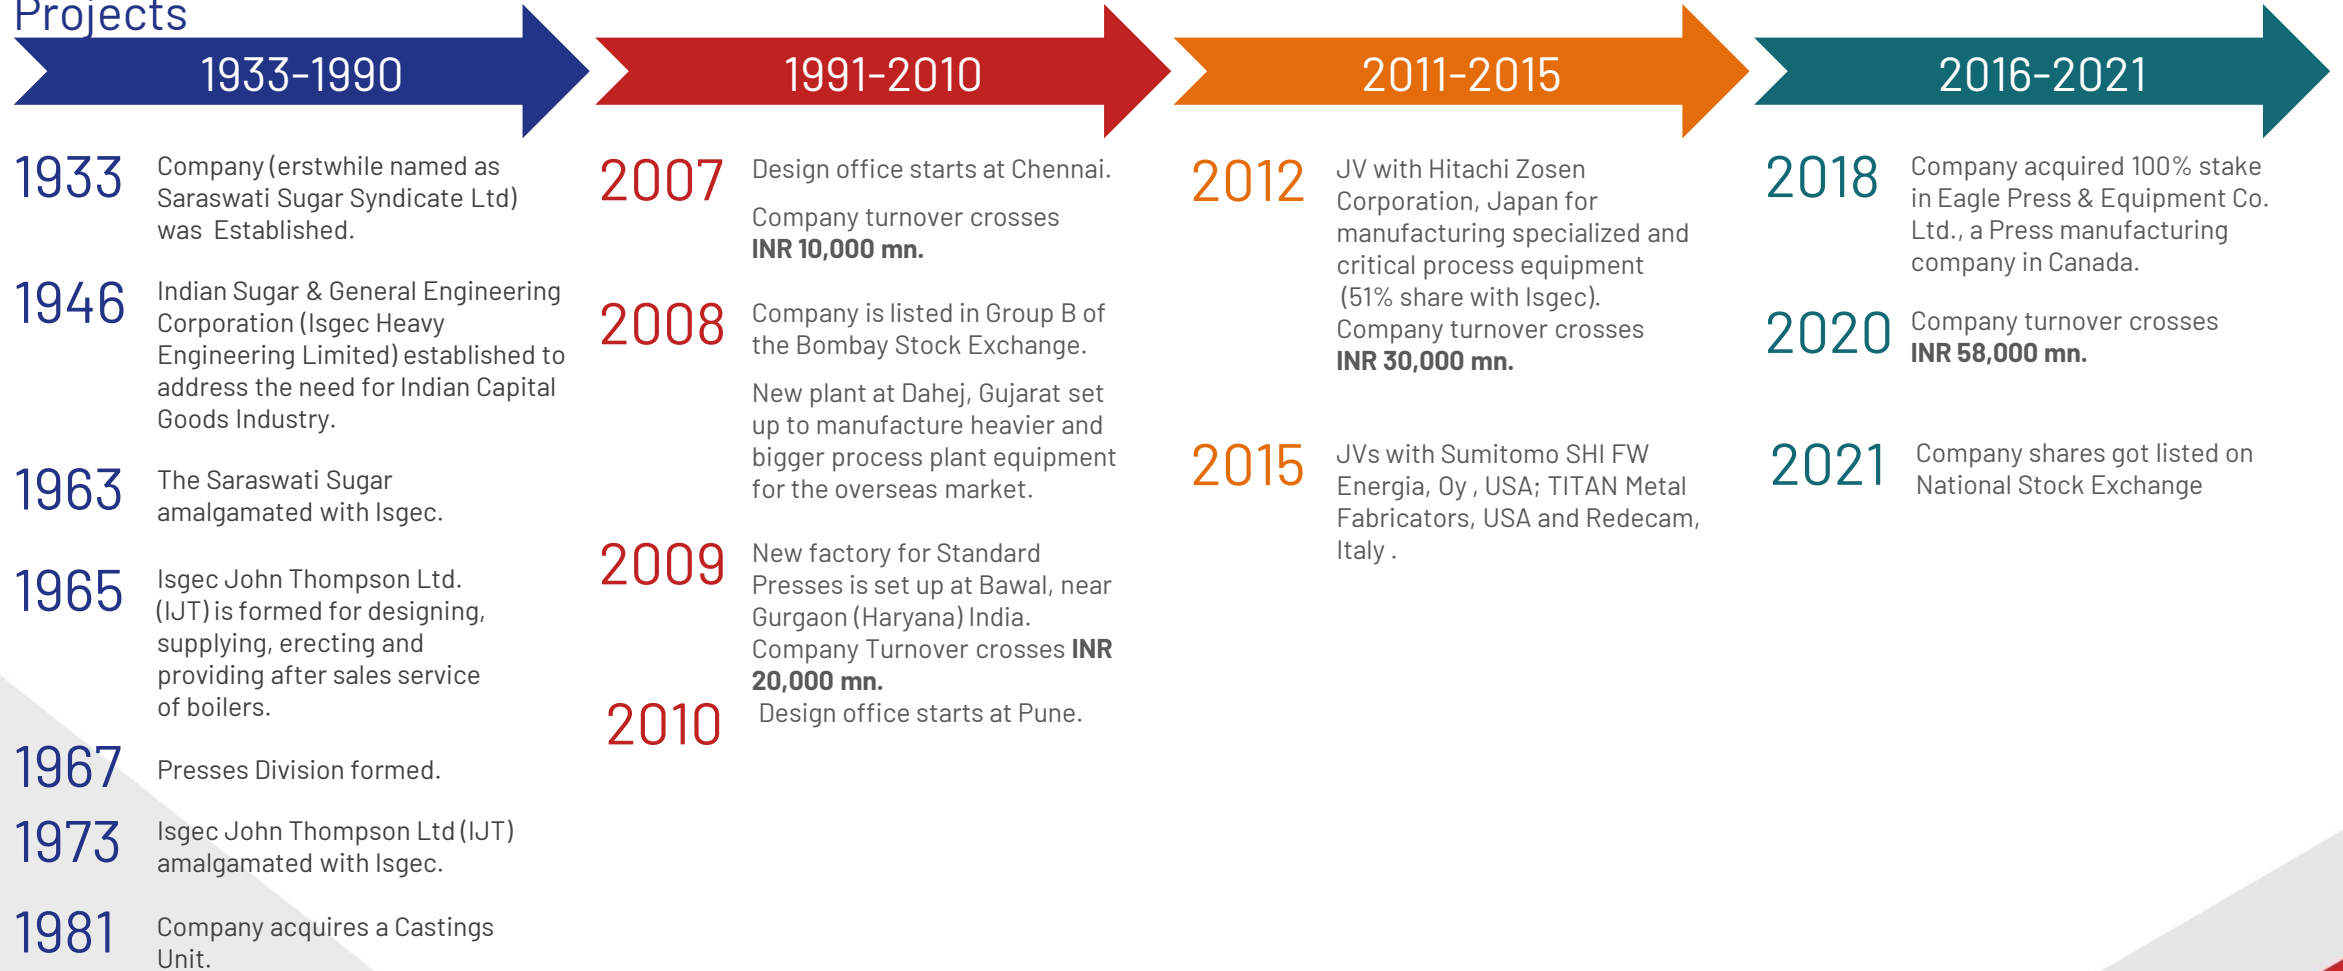 Projects
1933-1990
1933
Company (erstwhile named as
Saraswati Sugar Syndicate Ltd)
was Established.
1946
Indian Sugar & General Engineering
Corporation (Isgec Heavy
Engineering Limited) established to
address the need for Indian Capital
Goods Industry.
1963
The Saraswati Sugar
amalgamated with Isgec.
1965
Isgec John Thompson Ltd.
(IJT) is formed for designing,
supplying, erecting and
providing after sales service
of boilers.
1967
Presses Division formed.
1973
Isgec John Thompson Ltd (IJT)
amalgamated with Isgec.
1981
Company acquires a Castings
Unit.
1991-2010
2007
Design office starts at Chennai.
Company turnover crosses
INR 10,000 mn.
2008
Company is listed in Group B of
the Bombay Stock Exchange.
New plant at Dahej, Gujarat set
up to manufacture heavier and
bigger process plant equipment
for the overseas market.
2009
New factory for Standard
Presses is set up at Bawal, near
Gurgaon (Haryana) India.
Company Turnover crosses INR
20,000 mn.
2010
Design office starts at Pune.
2011-2015
2012
JV with Hitachi Zosen
Corporation, Japan for
manufacturing specialized and
critical process equipment
(51% share with Isgec).
Company turnover crosses
INR 30,000 mn.
2015
JVs with Sumitomo SHI FW
Energia, Oy , USA; TITAN Metal
Fabricators, USA and Redecam,
Italy .
2016-2021
2018
Company acquired 100% stake
in Eagle Press & Equipment Co.
Ltd., a Press manufacturing
company in Canada.
2020
Company turnover crosses
INR 58,000 mn.
2021
Company shares got listed on
National Stock Exchange